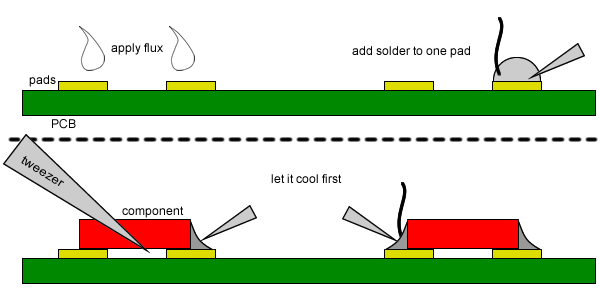 apply flux
add solder to one pad
pads
PCB
tweezer
let it cool first
component